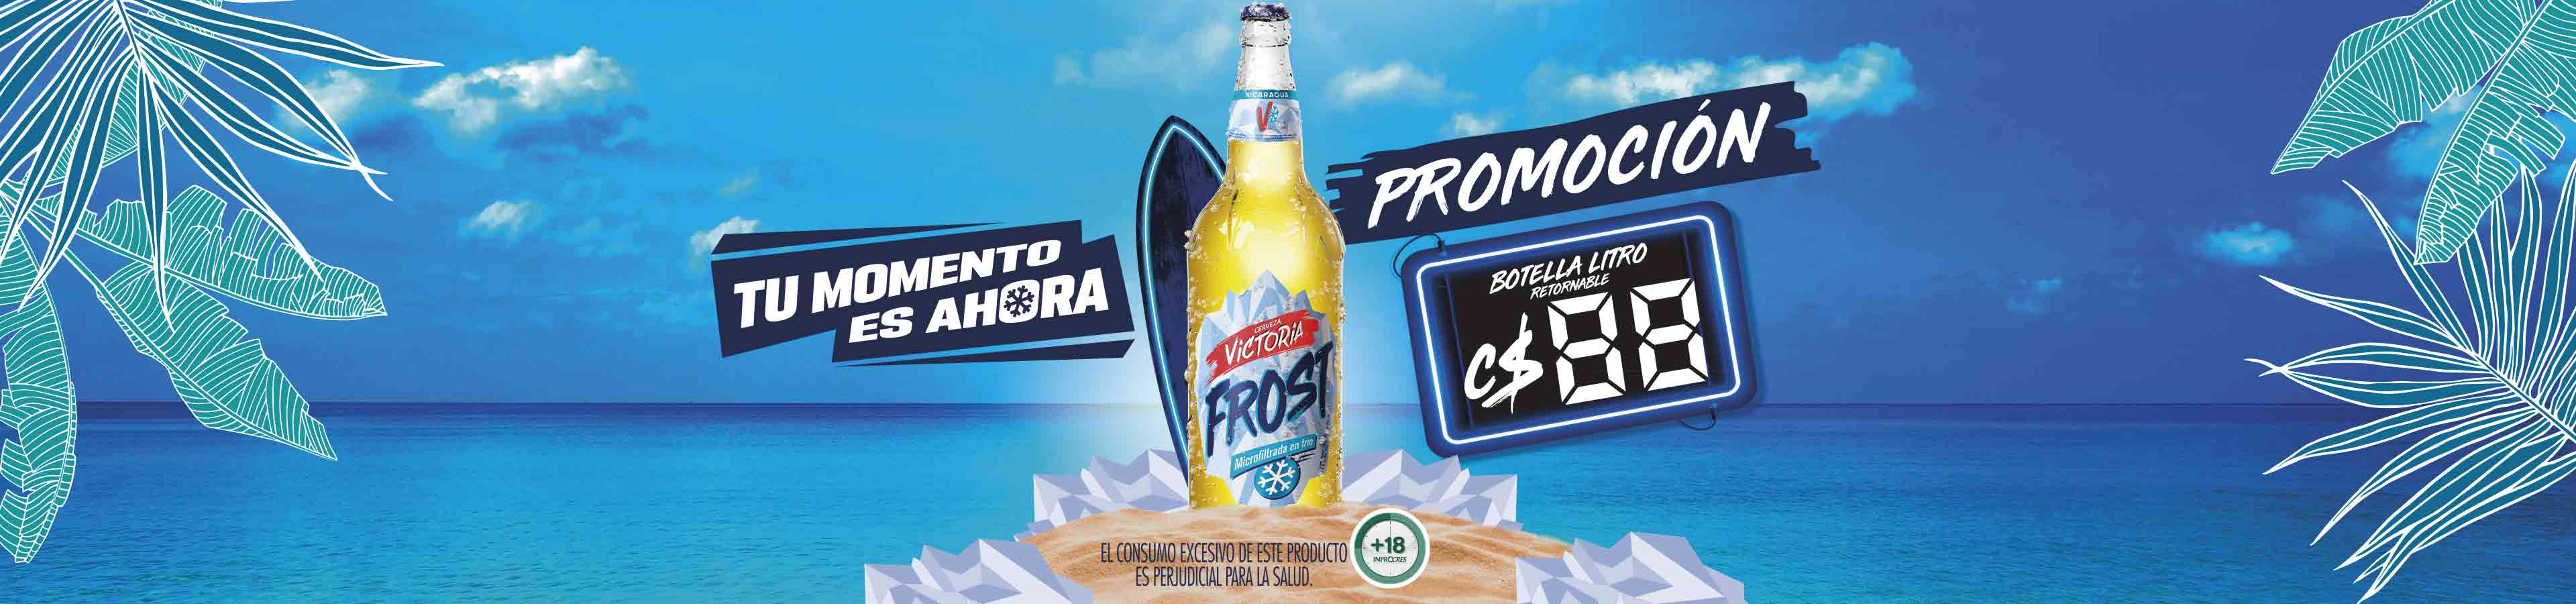 NICARAGUA
V
TU MOMENTO
ES AHORA
PROMOCIÓN
BOTELLA LITRO
RETORNABLE
C$88
CERVEZA
VICTORIA
FROST
Microfiltrada en frío
EL CONSUMO EXCESIVO DE ESTE PRODUCTO
ES PERJUDICIAL PARA LA SALUD.
+18
INPROCRES